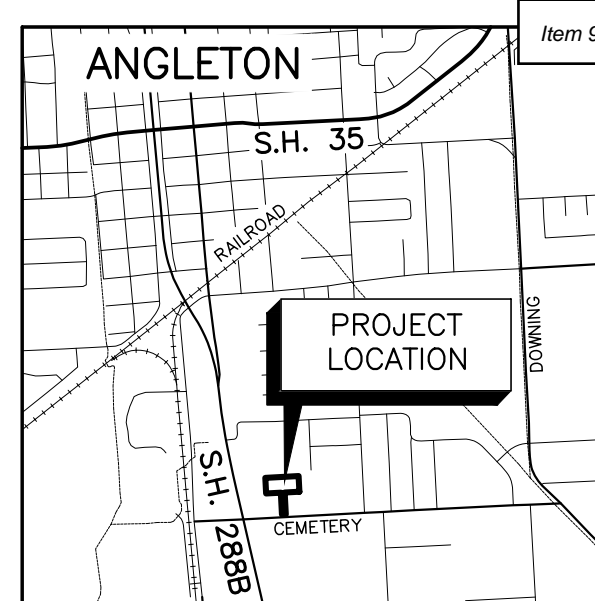 Item 9
ANGLETON
S.H. 35
RAILROAD
PROJECT
LOCATION
DOWNING
S.H. 288B
CEMETERY